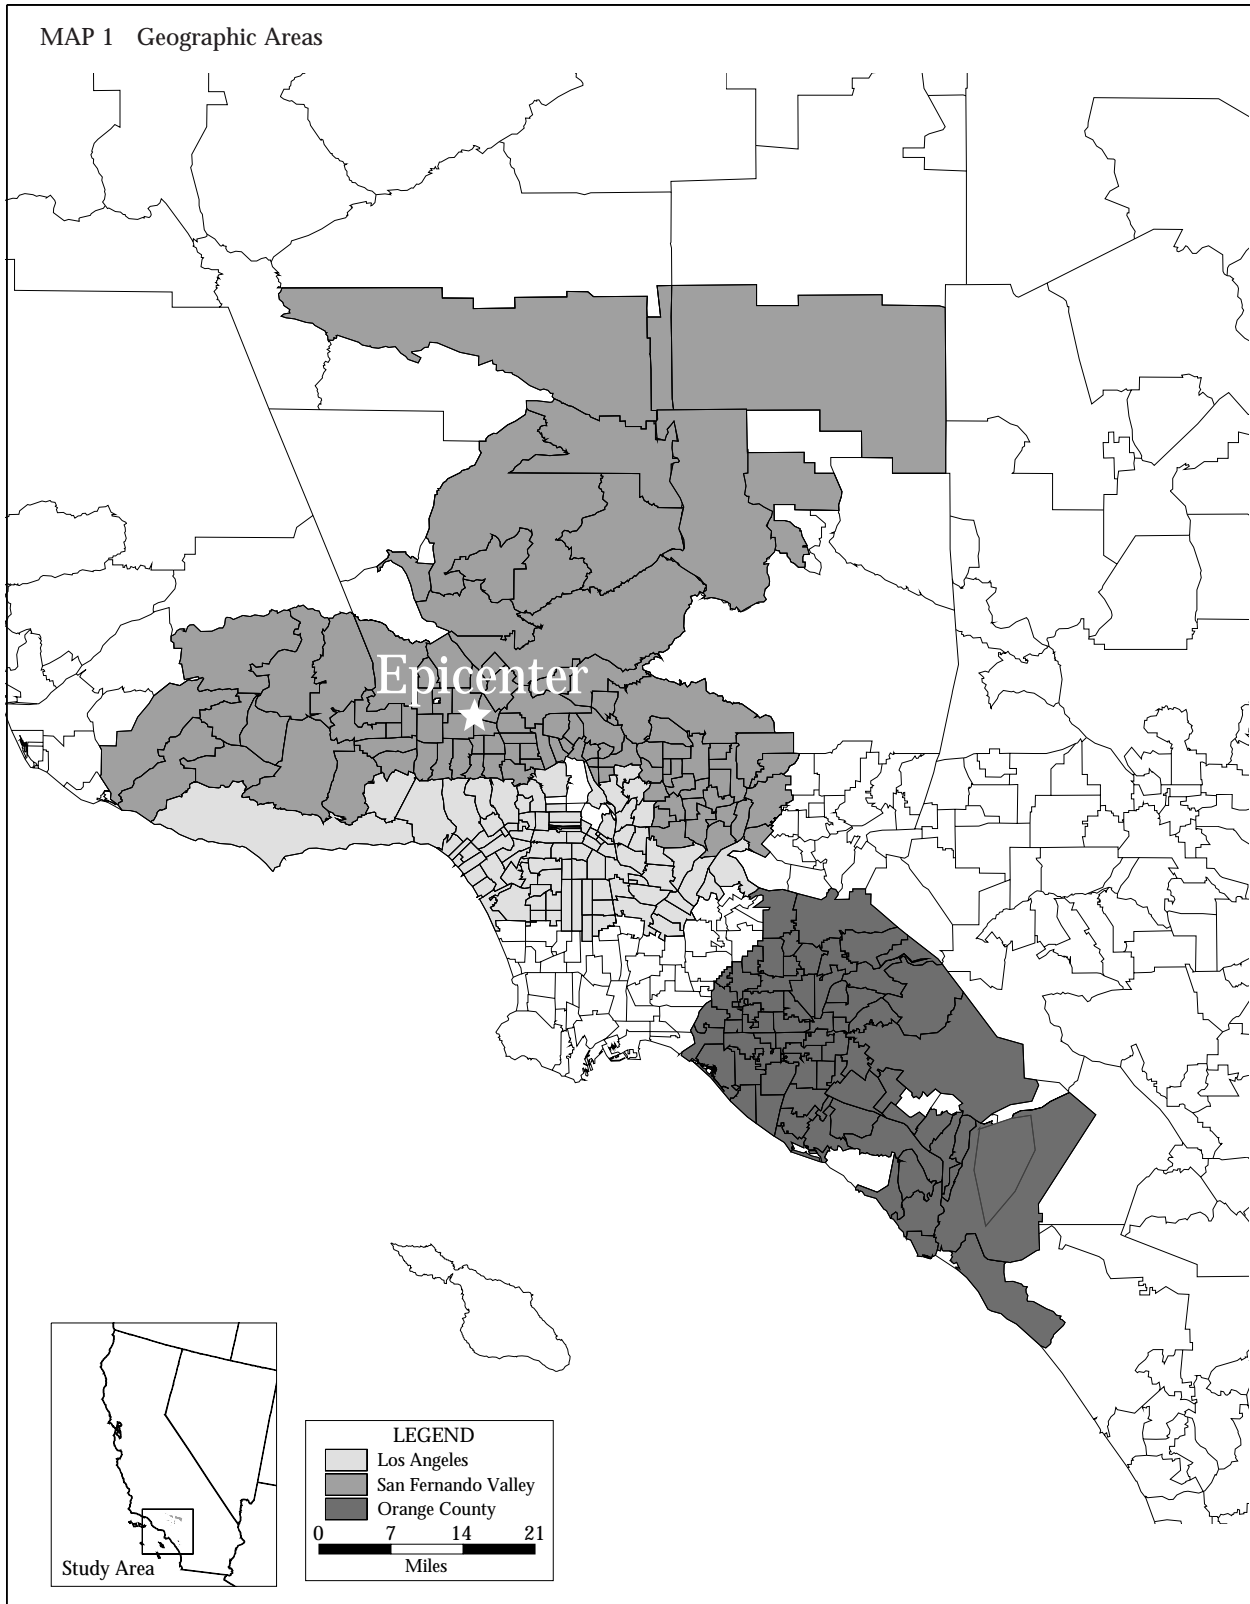 MAP 1 Geographic Areas
Epicenter
Study Area
LEGEND
Los Angeles
San Fernando Valley
Orange County
0 7 14 21
Miles